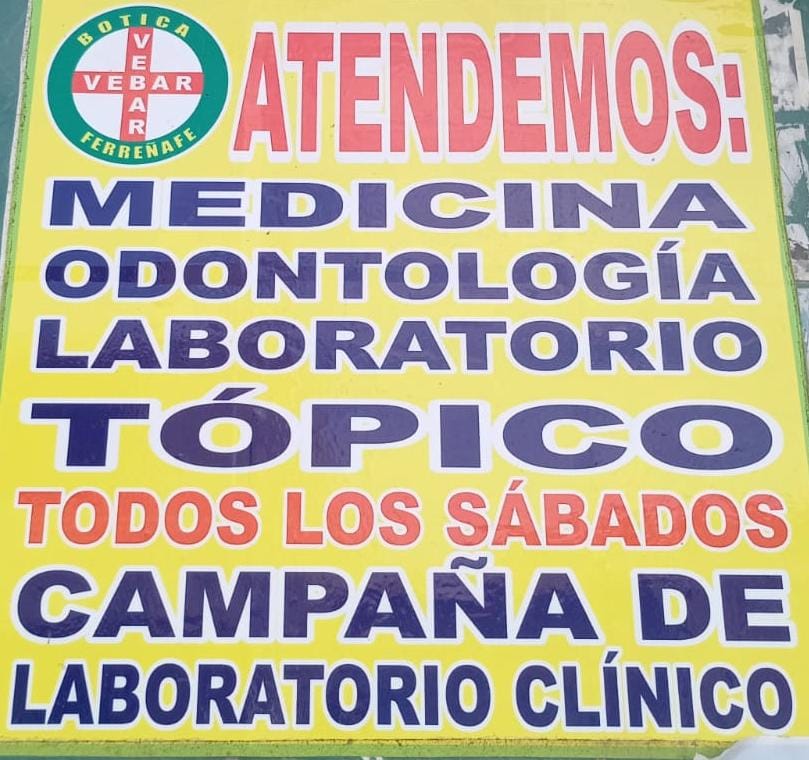 BOTICA
VEBAR
VEBAR
FERREÑAFE
ATENDEMOS:
MEDICINA
ODONTOLOGÍA
LABORATORIO
TÓPICO
TODOS LOS SÁBADOS
CAMPAÑA DE
LABORATORIO CLÍNICO